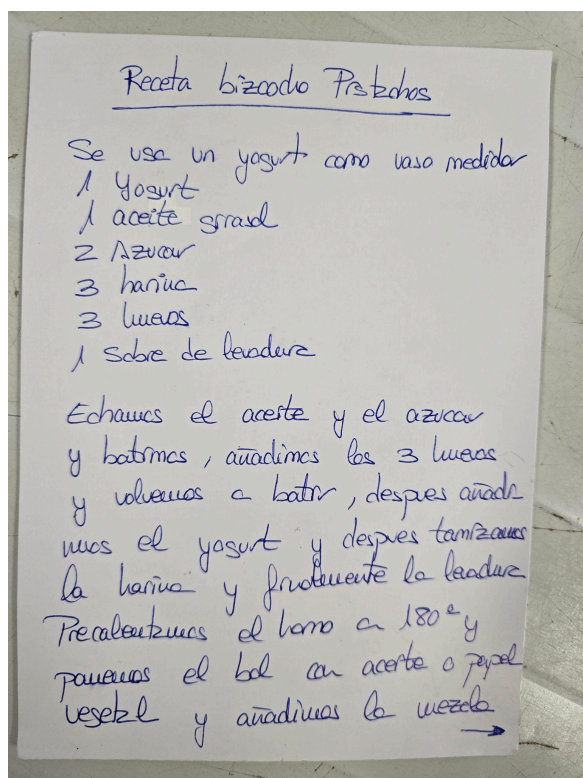 Receta bizcocho Pistachos
Se usa un yogurt como vaso medidor
1 Yogurt
1 aceite girasol
2 Azucar
3 harina
3 huevos
1 sobre de levadura
Echamos el aceite y el azucar
y batimos, añadimos los 3 huevos
y volvemos a batir, despues añadi
mos el yogurt y despues tamizamos
la harina y finalmente la levadura
Precalentamos el horno a 180º y
ponemos el bol con aceite o papel
vegetal y añadimos la mezcla
→